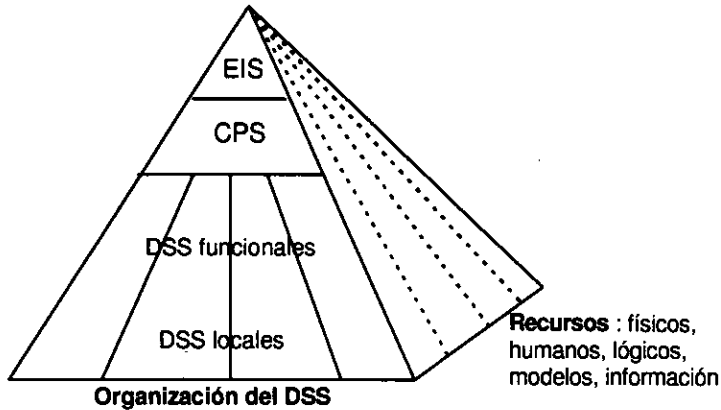 EIS
CPS
DSS funcionales
DSS locales
Organización del DSS
Recursos : físicos,
humanos, lógicos,
modelos, información